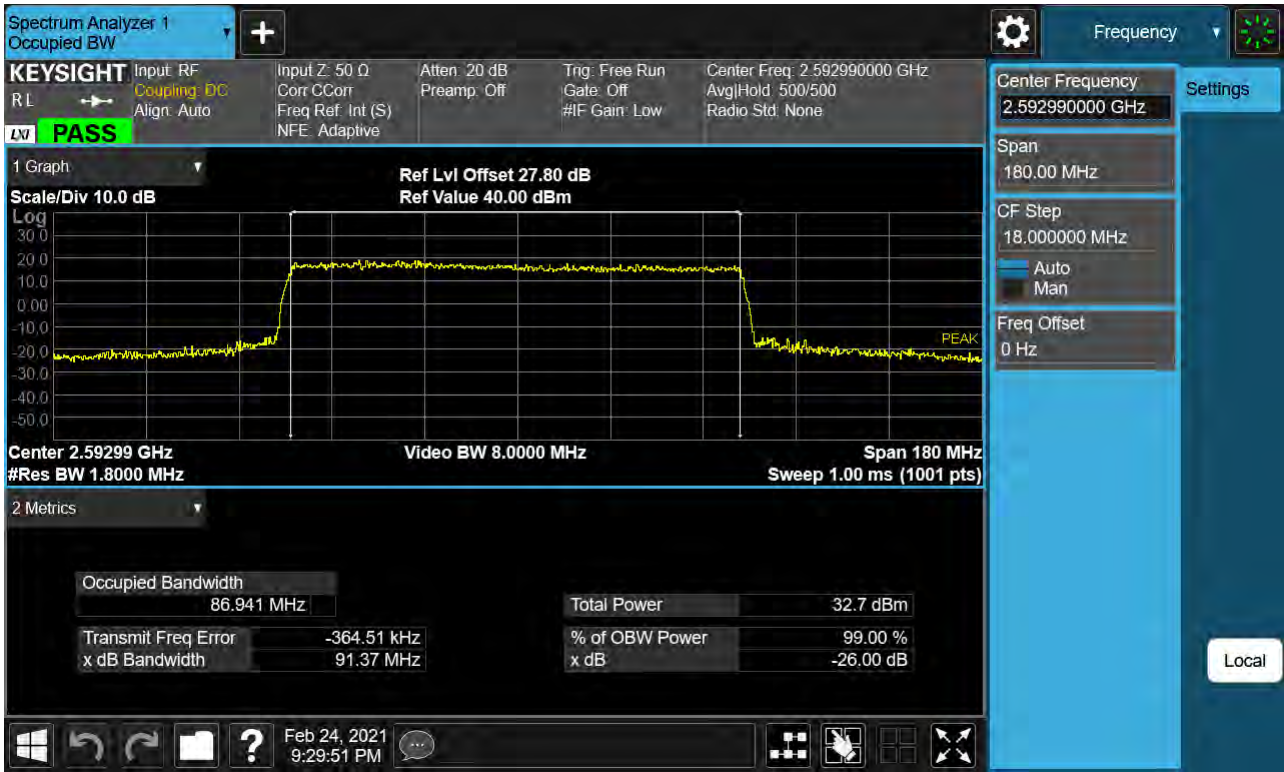 Spectrum Analyzer 1
Occupied BW
+
Frequency
KEYSIGHT
RL
LXI PASS
Input: RF
Coupling: DC
Align: Auto
Input Z: 50 Ω
Corr CCorr
Freq Ref: Int (S)
NFE: Adaptive
Atten: 20 dB
Preamp: Off
Trig: Free Run
Gate: Off
#IF Gain: Low
Center Freq: 2.592990000 GHz
Avg|Hold: 500/500
Radio Std: None
Center Frequency
2.592990000 GHz
Settings
Span
180.00 MHz
CF Step
18.000000 MHz
Auto
Man
Freq Offset
0 Hz
1 Graph
Ref Lvl Offset 27.80 dB
Scale/Div 10.0 dB
Ref Value 40.00 dBm
Log
30.0
20.0
10.0
0.00
-10.0
-20.0
-30.0
-40.0
-50.0
PEAK
Center 2.59299 GHz
Video BW 8.0000 MHz
Span 180 MHz
#Res BW 1.8000 MHz
Sweep 1.00 ms (1001 pts)
2 Metrics
Occupied Bandwidth
86.941 MHz
Total Power
32.7 dBm
Transmit Freq Error
-364.51 kHz
% of OBW Power
99.00 %
x dB Bandwidth
91.37 MHz
x dB
-26.00 dB
Local
?
Feb 24, 2021
9:29:51 PM